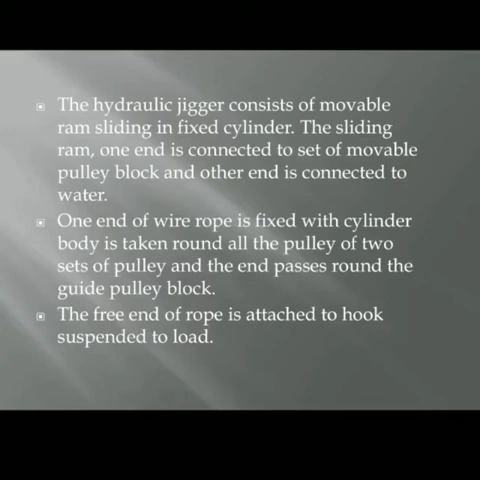 The hydraulic jigger consists of movable
ram sliding in fixed cylinder. The sliding
ram, one end is connected to set of movable
pulley block and other end is connected to
water.
One end of wire rope is fixed with cylinder
body is taken round all the pulley of two
sets of pulley and the end passes round the
guide pulley block.
The free end of rope is attached to hook
suspended to load.